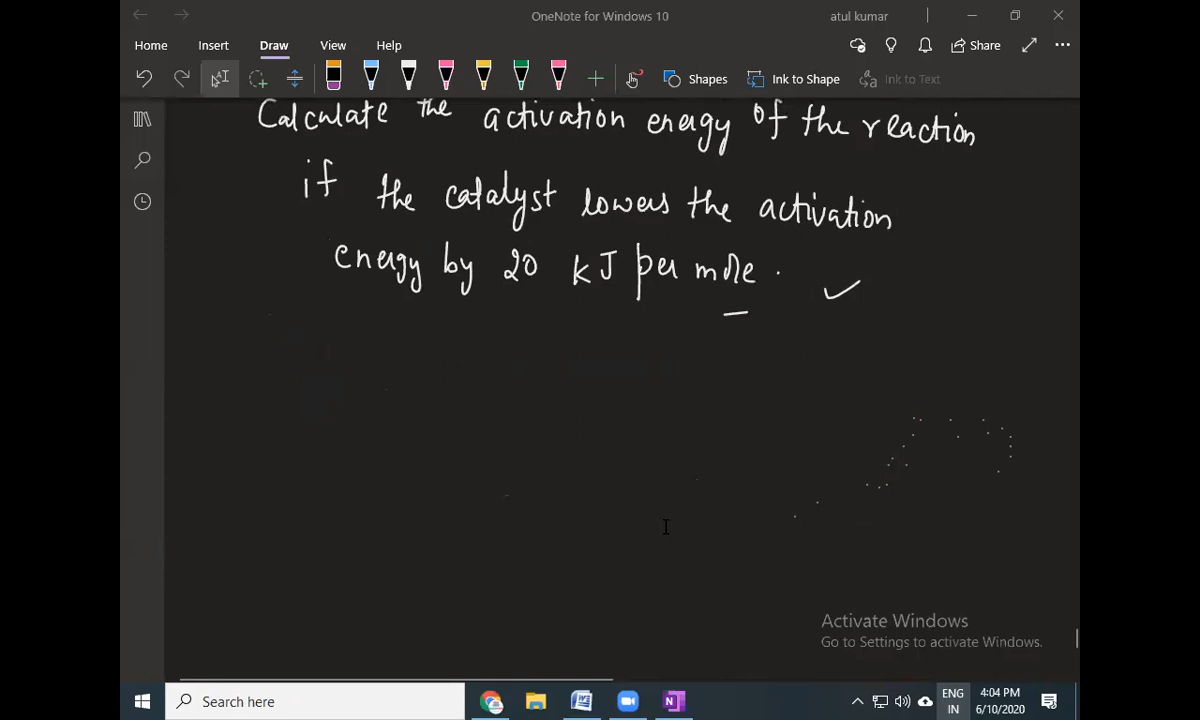 OneNote for Windows 10
atul kumar
Home Insert Draw View Help
Share
Shapes
Ink to Shape
Ink to Text
Calculate the activation energy of the reaction
if the catalyst lowers the activation
energy by 20 kJ per mole.
Activate Windows
Go to Settings to activate Windows.
Search here
ENG
IN
4:04 PM
6/10/2020